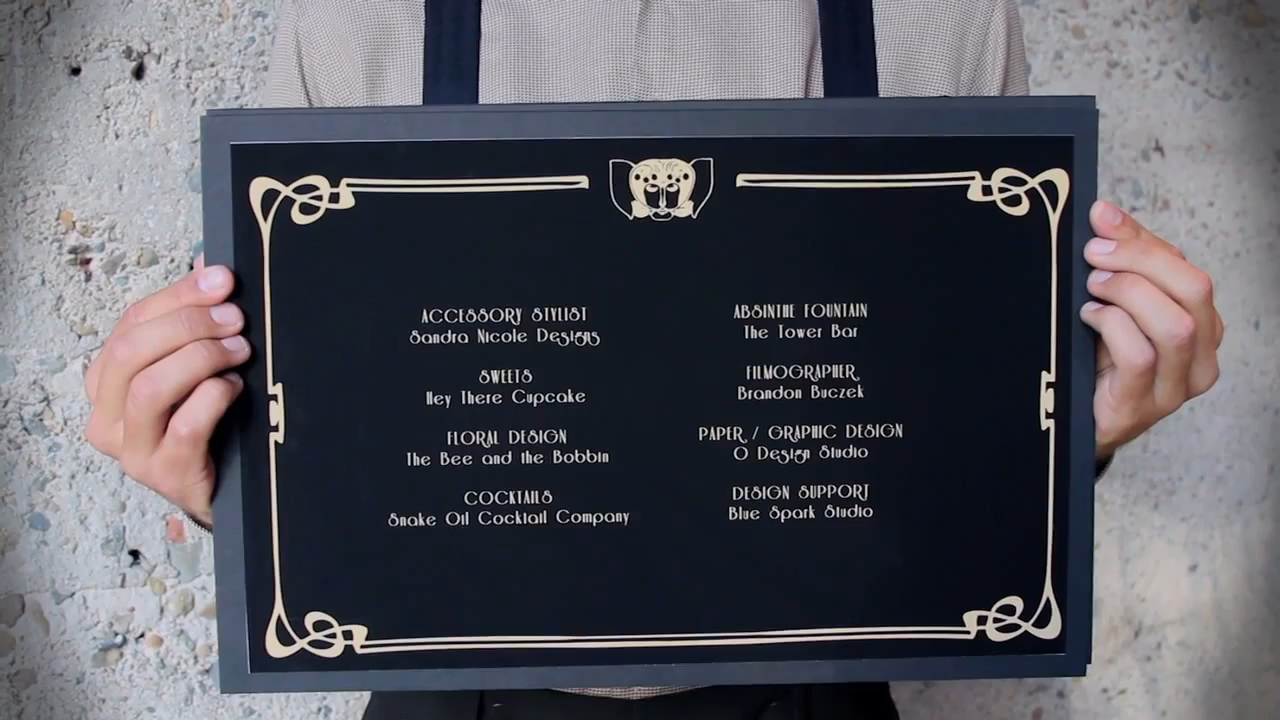 ACCESSORY STYLIST
Sandra Nicole Designs
SWEETS
Hey There Cupcake
FLORAL DESIGN
The Bee and the Bobbin
COCKTAILS
Snake Oil Cocktail Company
ABSINTHE FOUNTAIN
The Tower Bar
FILMOGRAPHER
Brandon Buczek
PAPER / GRAPHIC DESIGN
O Design Studio
DESIGN SUPPORT
Blue Spark Studio